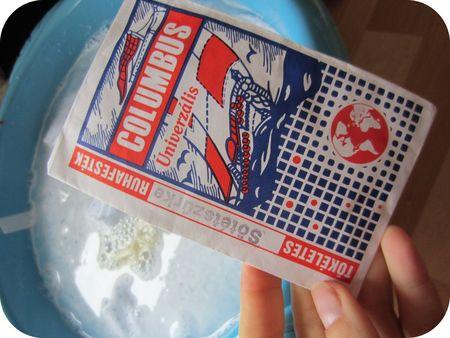 COLUMBUS
Univerzális
RUHAFESTÉK
Sötétszürke
TÖKÉLETES